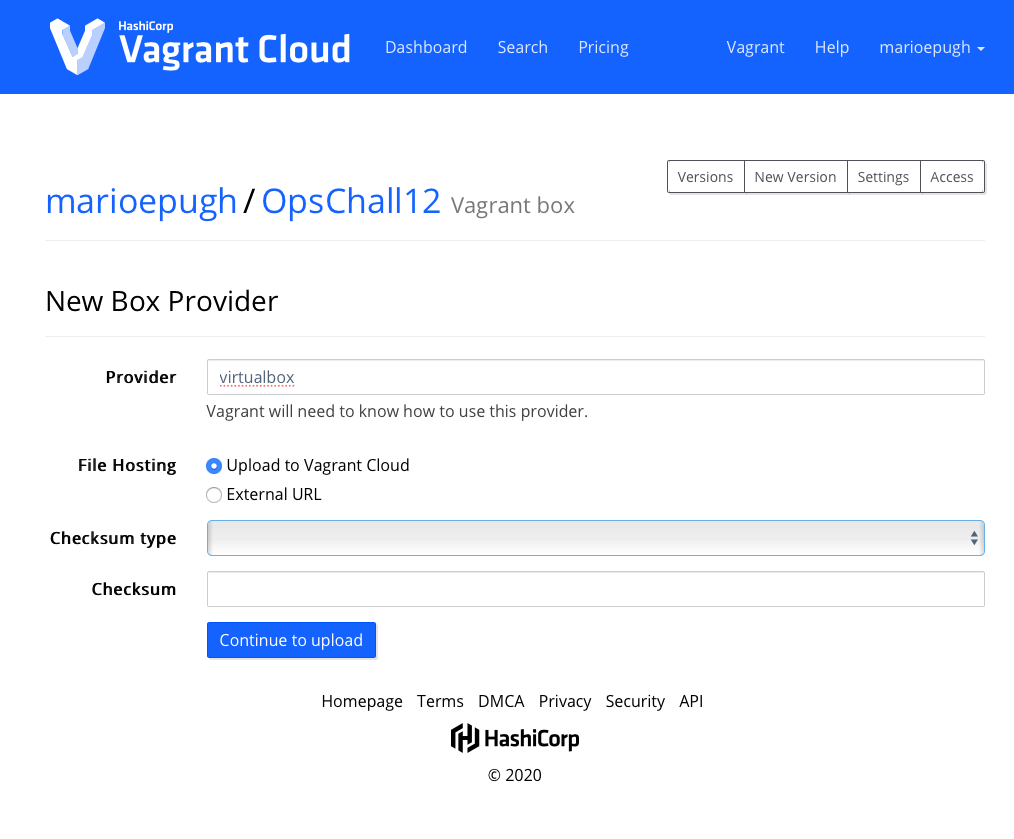 HashiCorp
Vagrant Cloud
Dashboard Search Pricing Vagrant Help marioepugh
Versions New Version Settings Access
marioepugh / OpsChall12 Vagrant box
New Box Provider
Provider virtualbox
Vagrant will need to know how to use this provider.
File Hosting Upload to Vagrant Cloud
External URL
Checksum type
Checksum
Continue to upload
Homepage Terms DMCA Privacy Security API
HashiCorp
© 2020